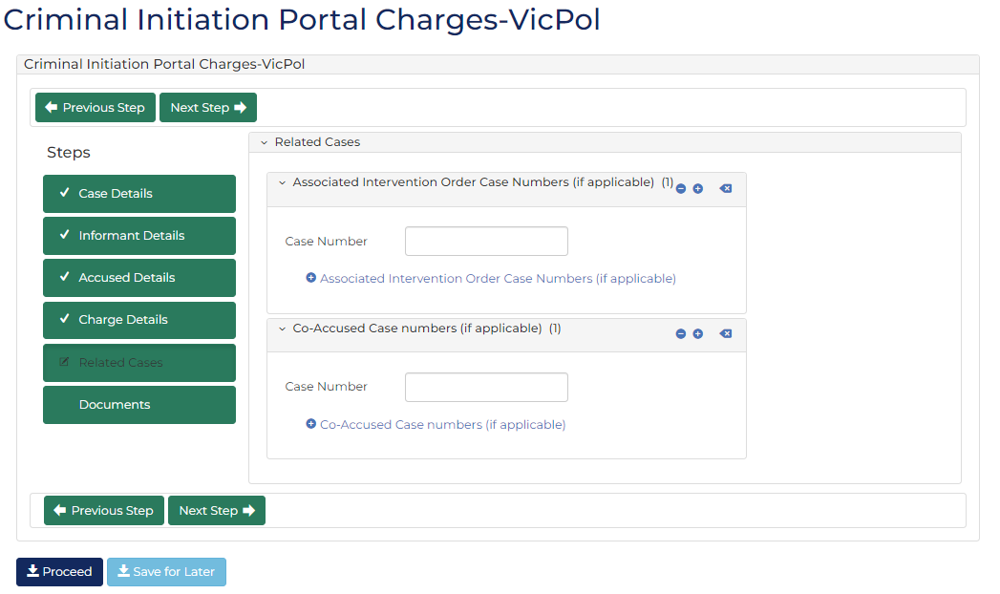 Criminal Initiation Portal Charges-VicPol
Criminal Initiation Portal Charges-VicPol
Previous Step
Next Step
Steps
Case Details
Informant Details
Accused Details
Charge Details
Related Cases
Documents
Related Cases
Associated Intervention Order Case Numbers (if applicable) (1)
Case Number
Associated Intervention Order Case Numbers (if applicable)
Co-Accused Case numbers (if applicable) (1)
Case Number
Co-Accused Case numbers (if applicable)
Previous Step
Next Step
Proceed
Save for Later